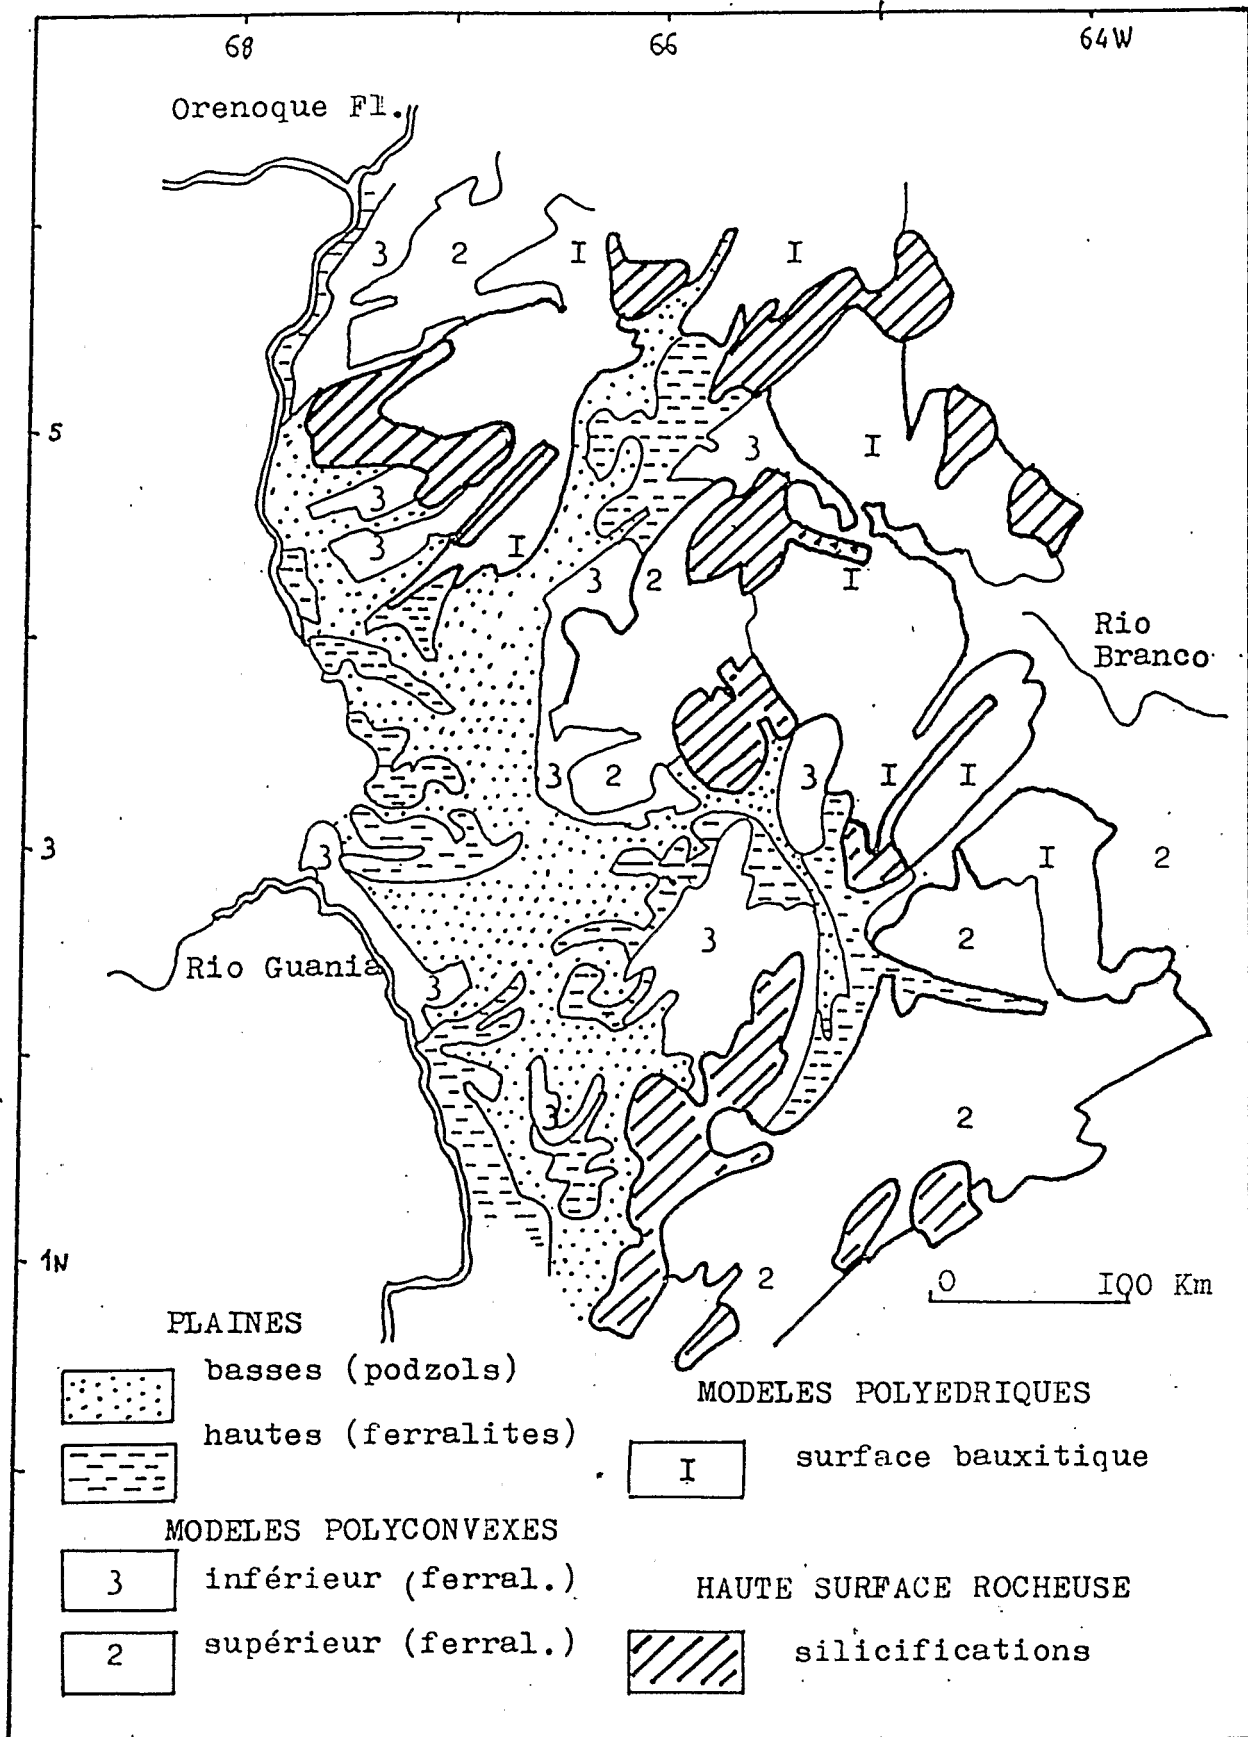 68 66 64W
Orenoque Fl.
3 2 I I
5
3 I
3
3 I 3 2 I
Rio
Branco
3 2 3 I I
3
3 I 2
3 2
Rio Guania
3
3 2
1N
2
0 100 Km
PLAINES
basses (podzols)
hautes (ferralites)
MODELES POLYCONVEXES
3 inférieur (ferral.)
2 supérieur (ferral.)
MODELES POLYEDRIQUES
I surface bauxitique
HAUTE SURFACE ROCHEUSE
silicifications